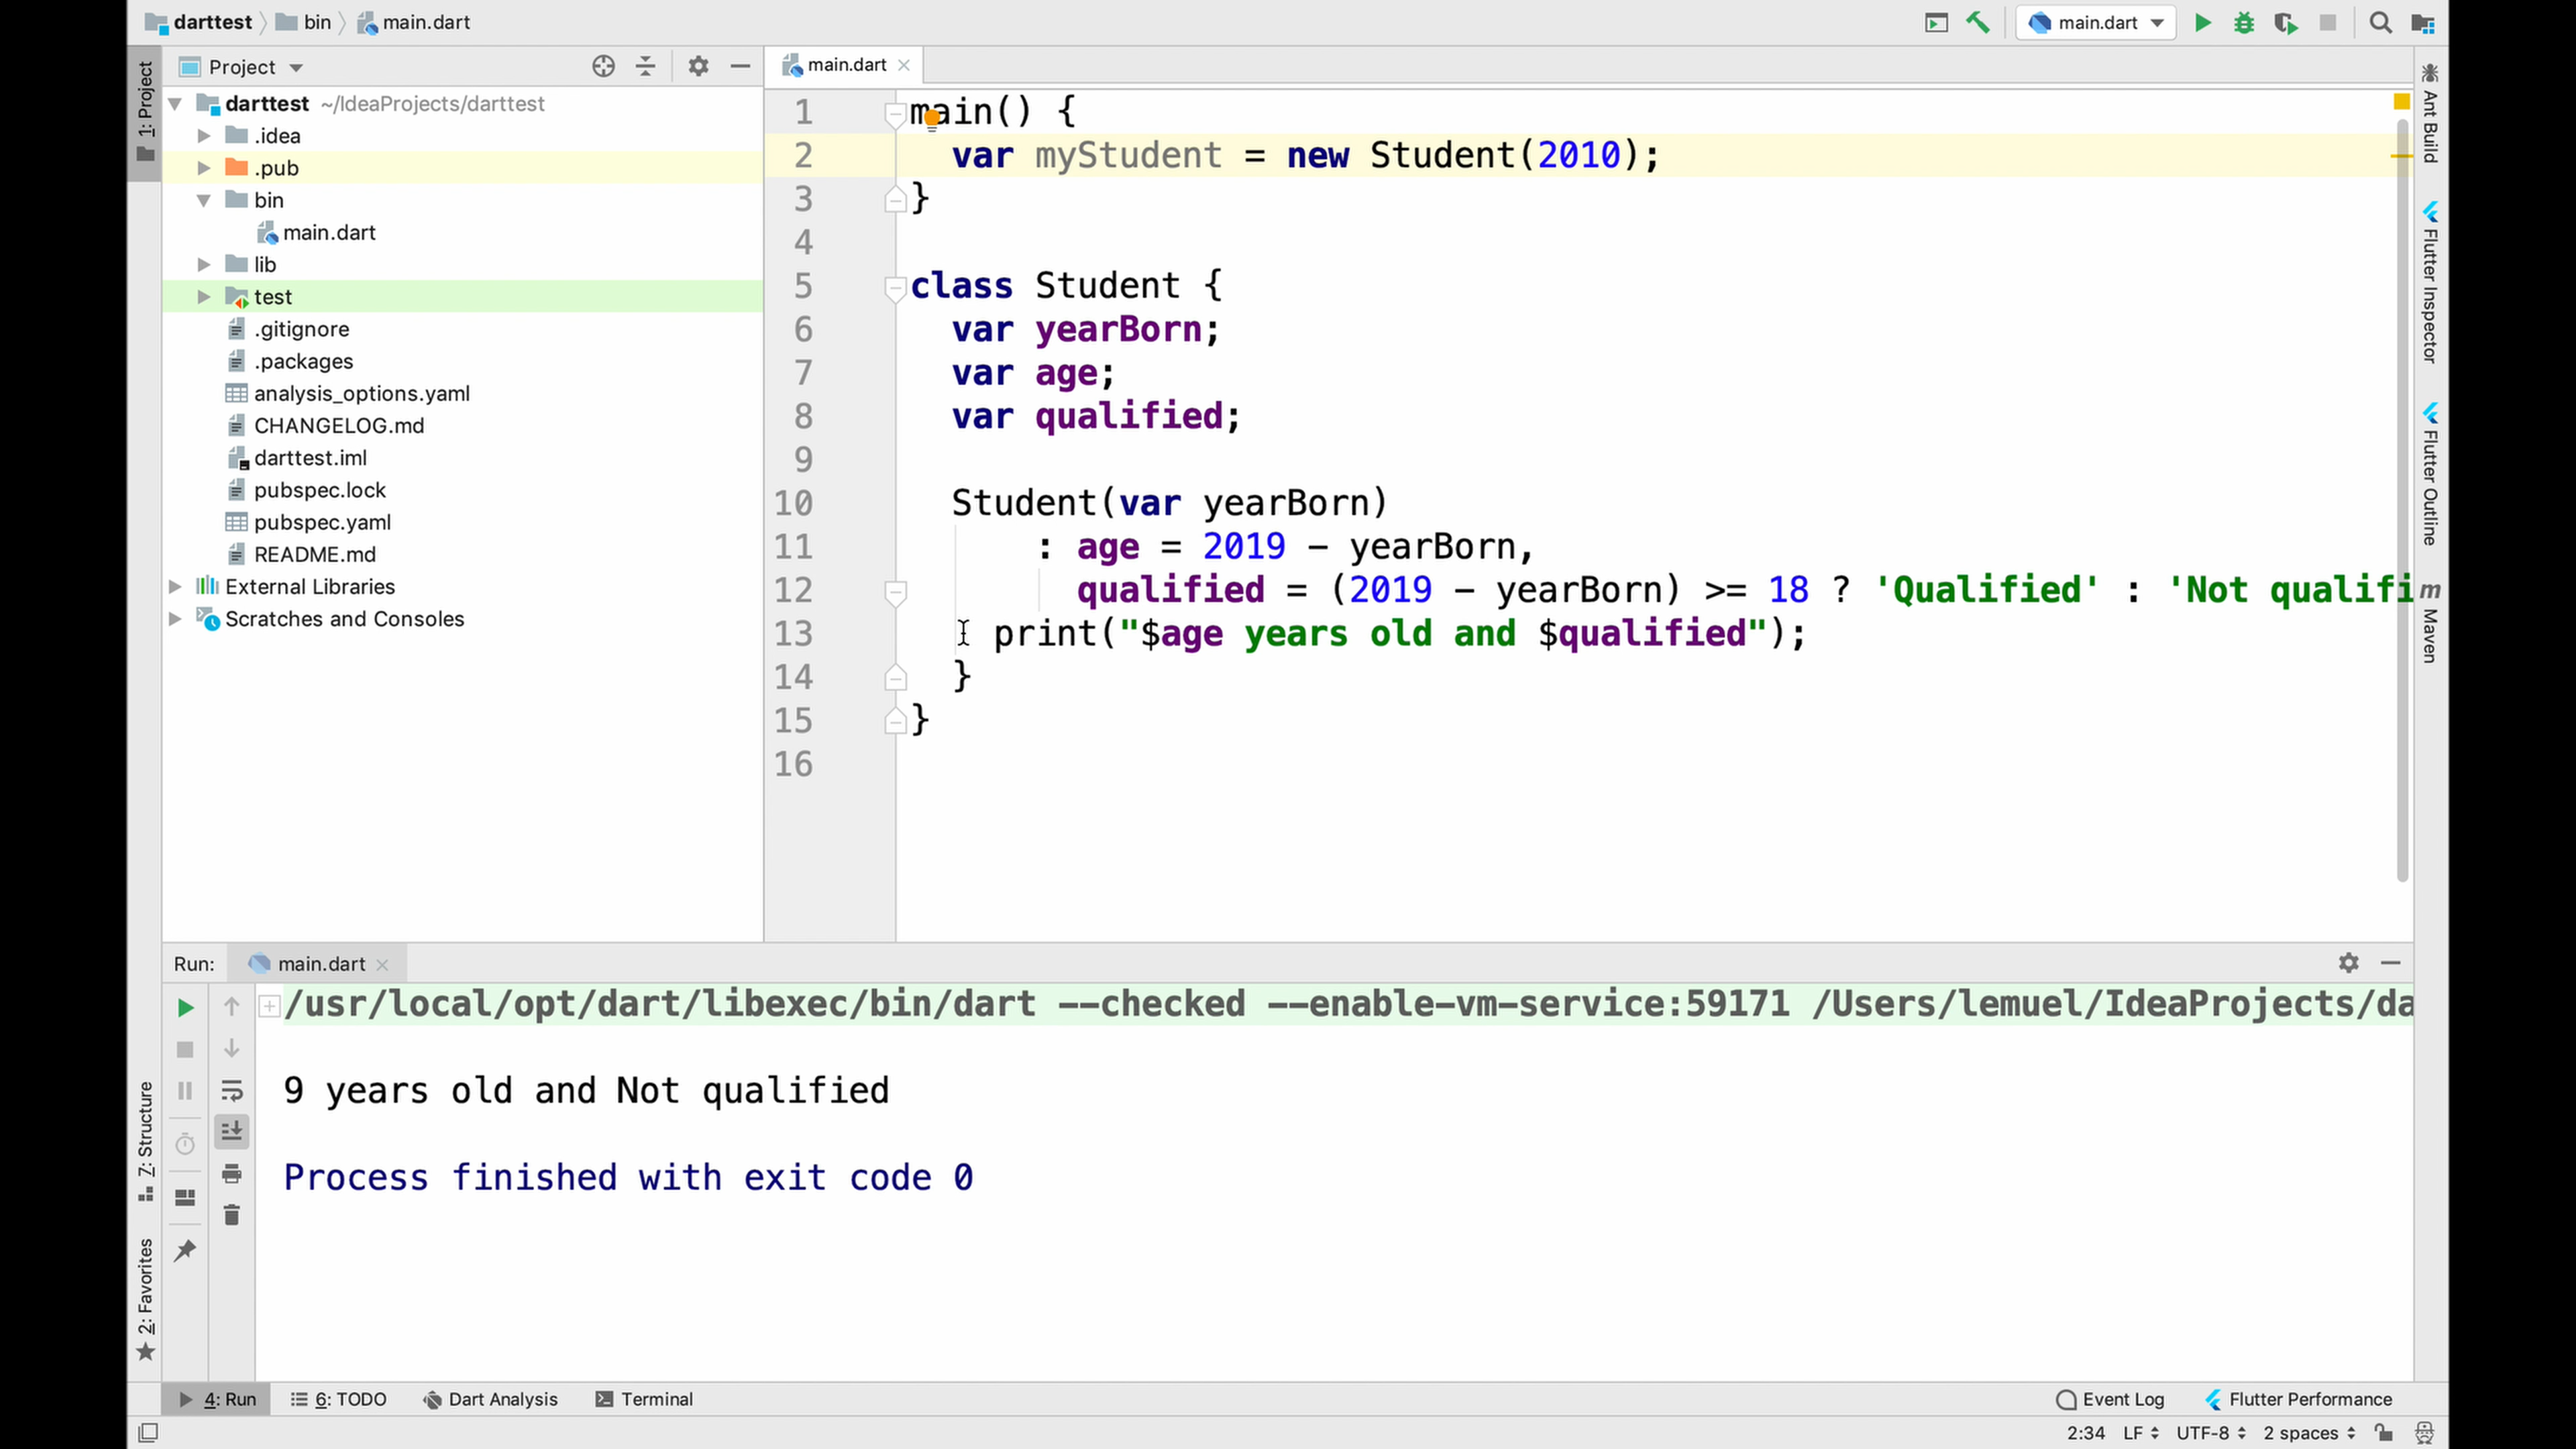 darttest bin main.dart
main.dart
1: Project
Project
darttest ~/IdeaProjects/darttest
.idea
.pub
bin
main.dart
lib
test
.gitignore
.packages
analysis_options.yaml
CHANGELOG.md
darttest.iml
pubspec.lock
pubspec.yaml
README.md
External Libraries
Scratches and Consoles
main.dart
1 main() {
2 var myStudent = new Student(2010);
3 }
4
5 class Student {
6 var yearBorn;
7 var age;
8 var qualified;
9
10 Student(var yearBorn)
11 : age = 2019 - yearBorn,
12 qualified = (2019 - yearBorn) >= 18 ? 'Qualified' : 'Not qualifi
13 print("$age years old and $qualified");
14 }
15 }
16
Ant Build
Flutter Inspector
Flutter Outline
m Maven
Run: main.dart
/usr/local/opt/dart/libexec/bin/dart --checked --enable-vm-service:59171 /Users/lemuel/IdeaProjects/da
9 years old and Not qualified
Process finished with exit code 0
Z: Structure
2: Favorites
4: Run 6: TODO Dart Analysis Terminal
Event Log Flutter Performance
2:34 LF UTF-8 2 spaces